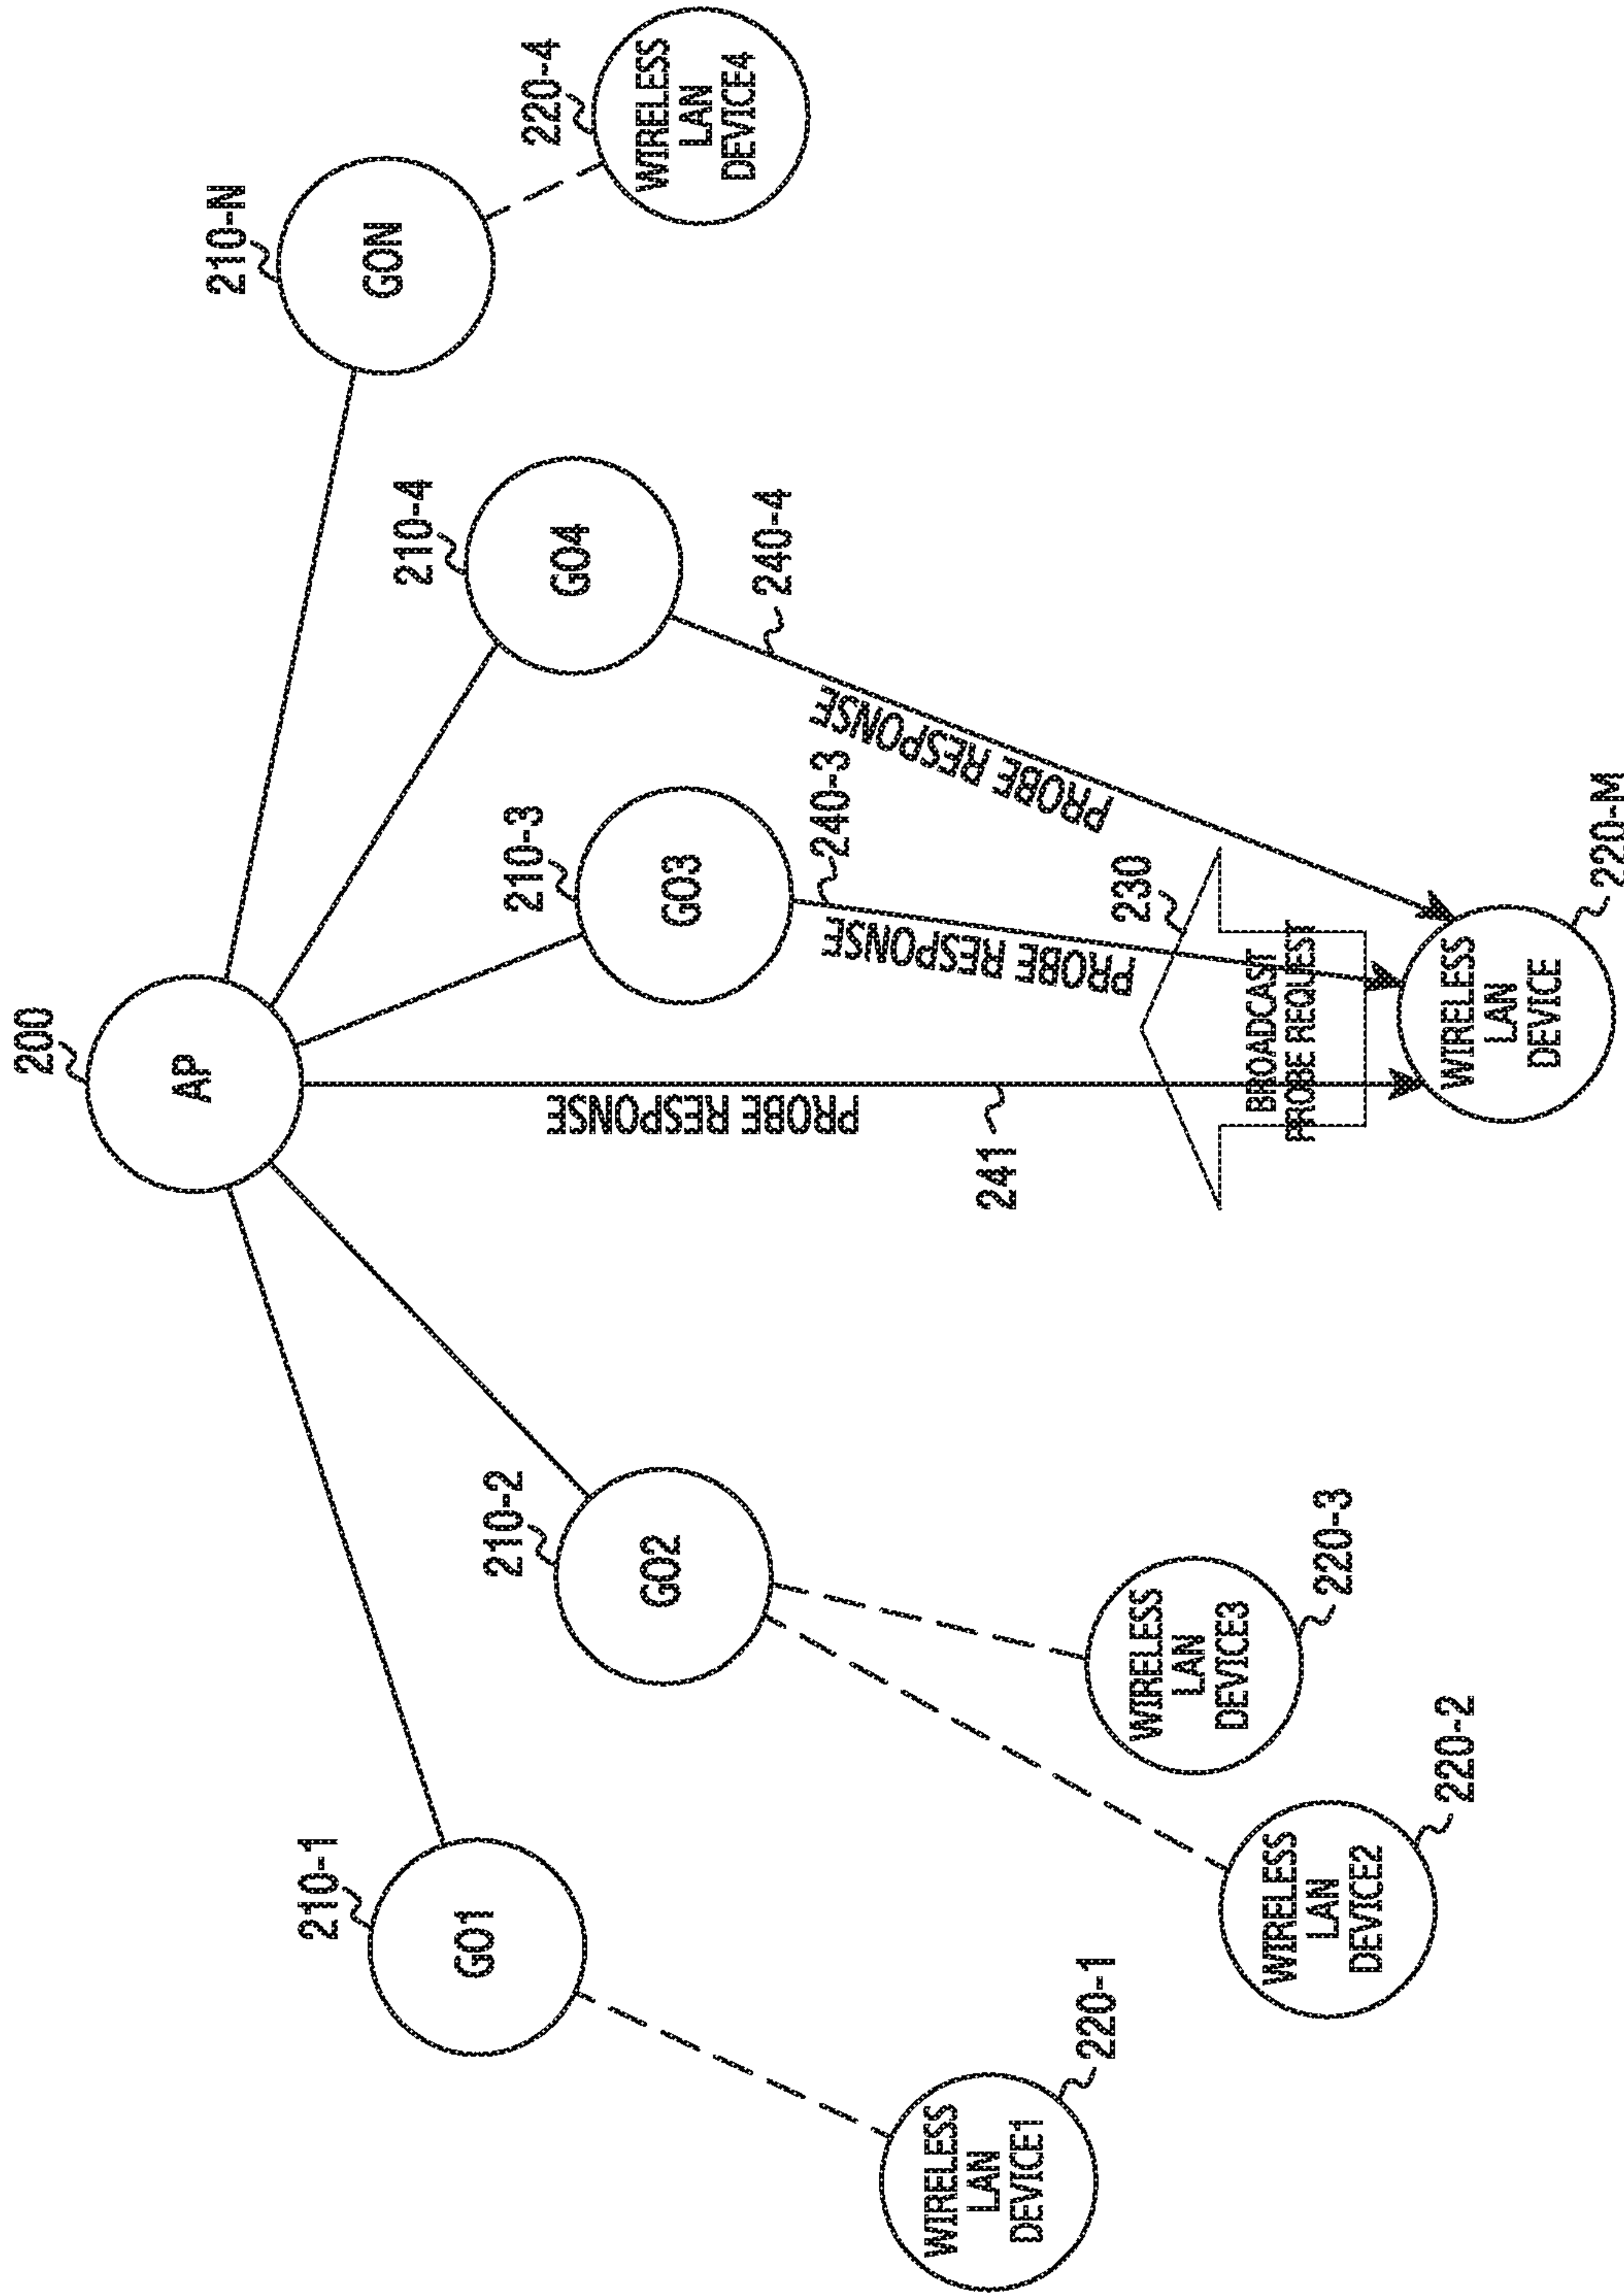 200
AP
210-1
GO1
210-2
GO2
210-3
GO3
210-4
GO4
210-N
GON
WIRELESS
LAN
DEVICE1
220-1
WIRELESS
LAN
DEVICE2
220-2
WIRELESS
LAN
DEVICE3
220-3
220-4
WIRELESS
LAN
DEVICE4
PROBE RESPONSE
241
PROBE RESPONSE
240-3
PROBE RESPONSE
240-4
230
BROADCAST
PROBE REQUEST
WIRELESS
LAN
DEVICE
220-M